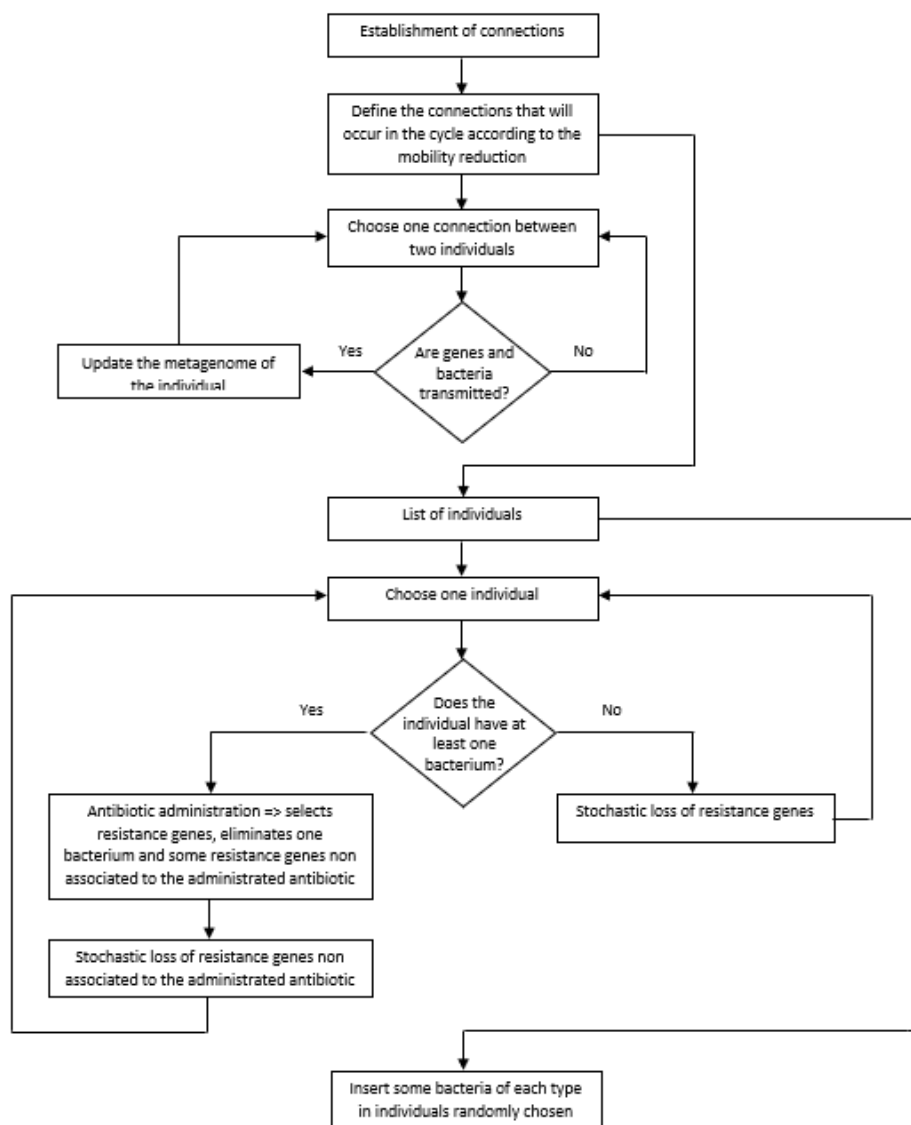 Establishment of connections
Define the connections that will
occur in the cycle according to the
mobility reduction
Choose one connection between
two individuals
Yes
Are genes and
bacteria
transmitted?
No
Update the metagenome of
the individual
List of individuals
Choose one individual
Yes
Does the
individual have at
least one
bacterium?
No
Antibiotic administration => selects
resistance genes, eliminates one
bacterium and some resistance genes non
associated to the administrated antibiotic
Stochastic loss of resistance genes
Stochastic loss of resistance genes non
associated to the administrated antibiotic
Insert some bacteria of each type
in individuals randomly chosen